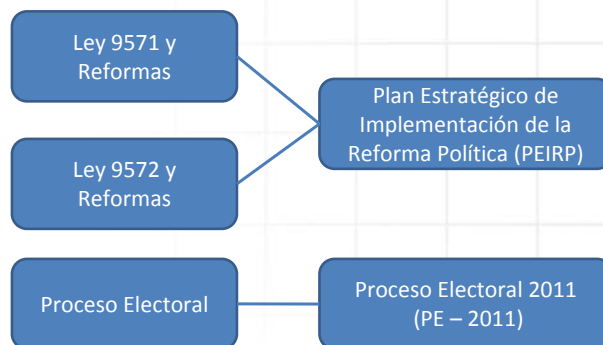 Ley 9571 y
Reformas
Plan Estratégico de
Implementación de la
Reforma Política (PEIRP)
Ley 9572 y
Reformas
Proceso Electoral
Proceso Electoral 2011
(PE – 2011)